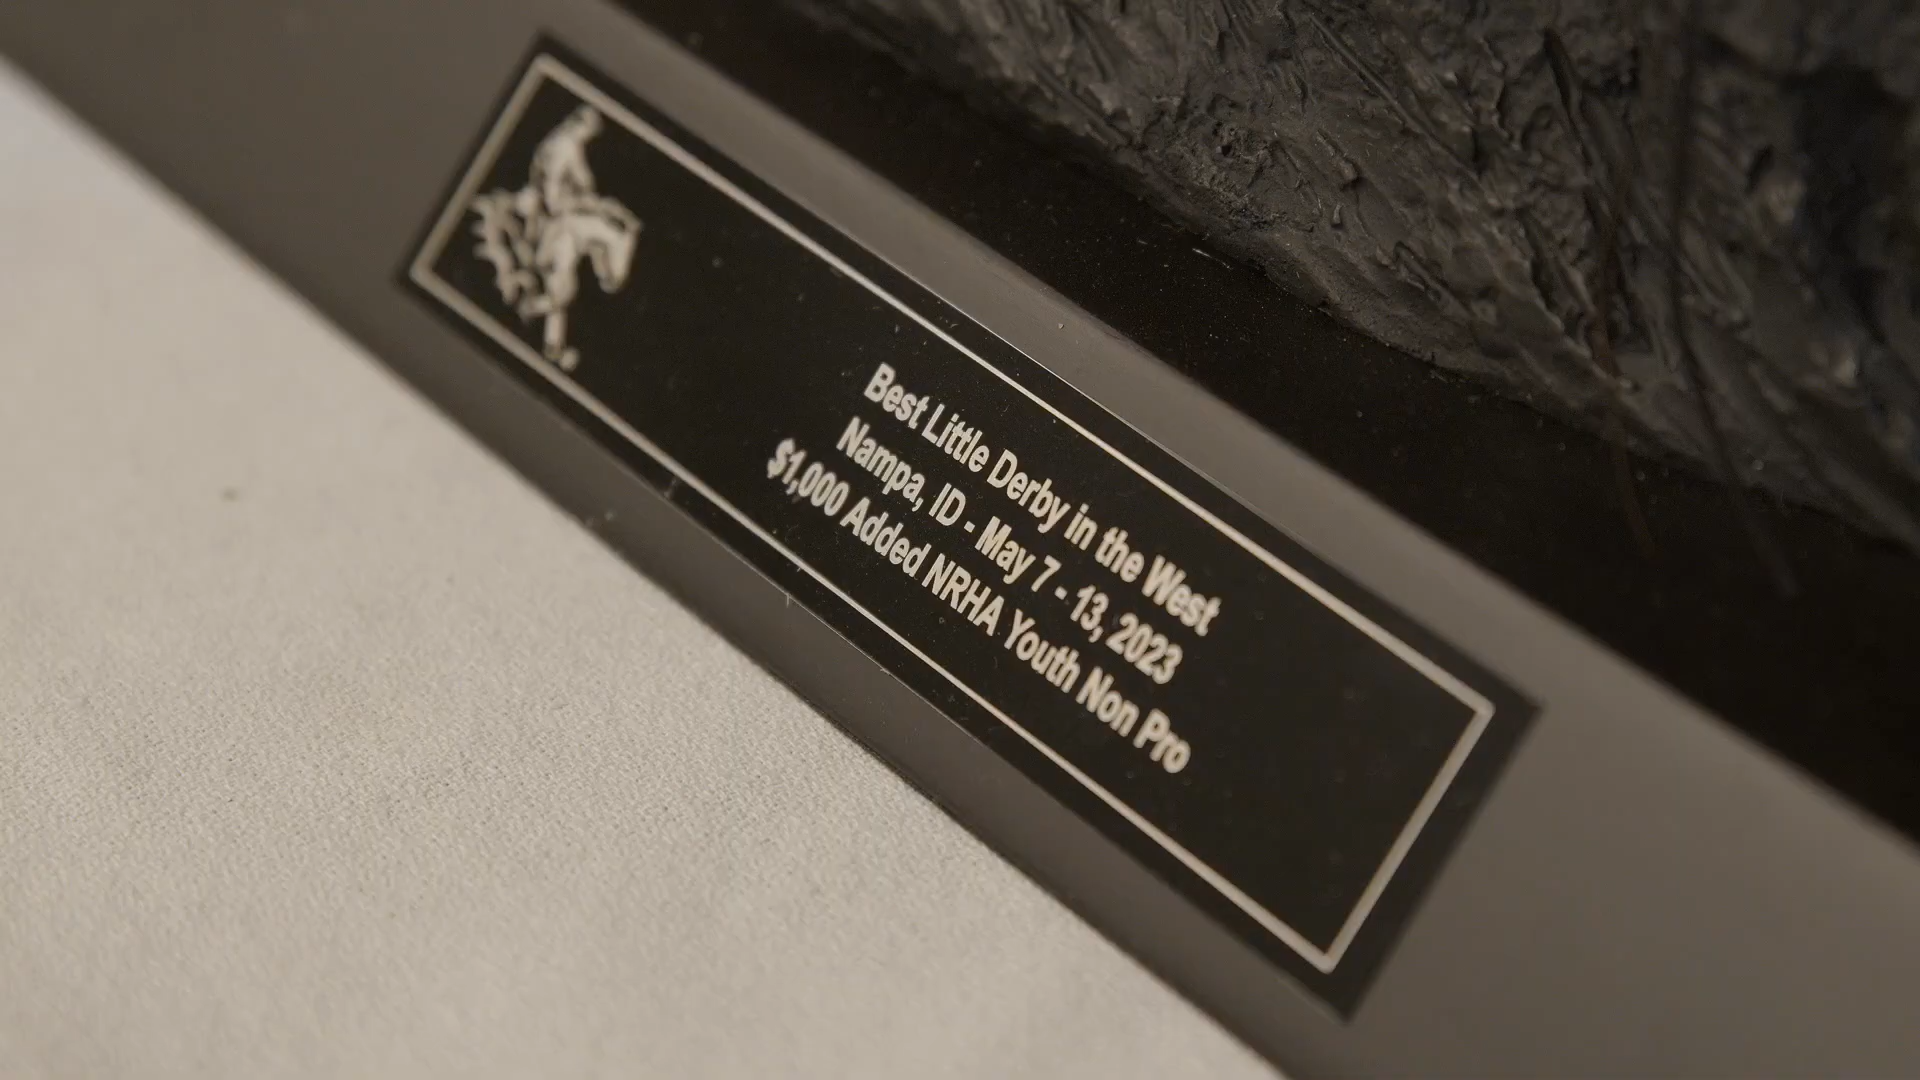 Best Little Derby in the West
Nampa, ID - May 7 - 13, 2023
$1,000 Added NRHA Youth Non Pro